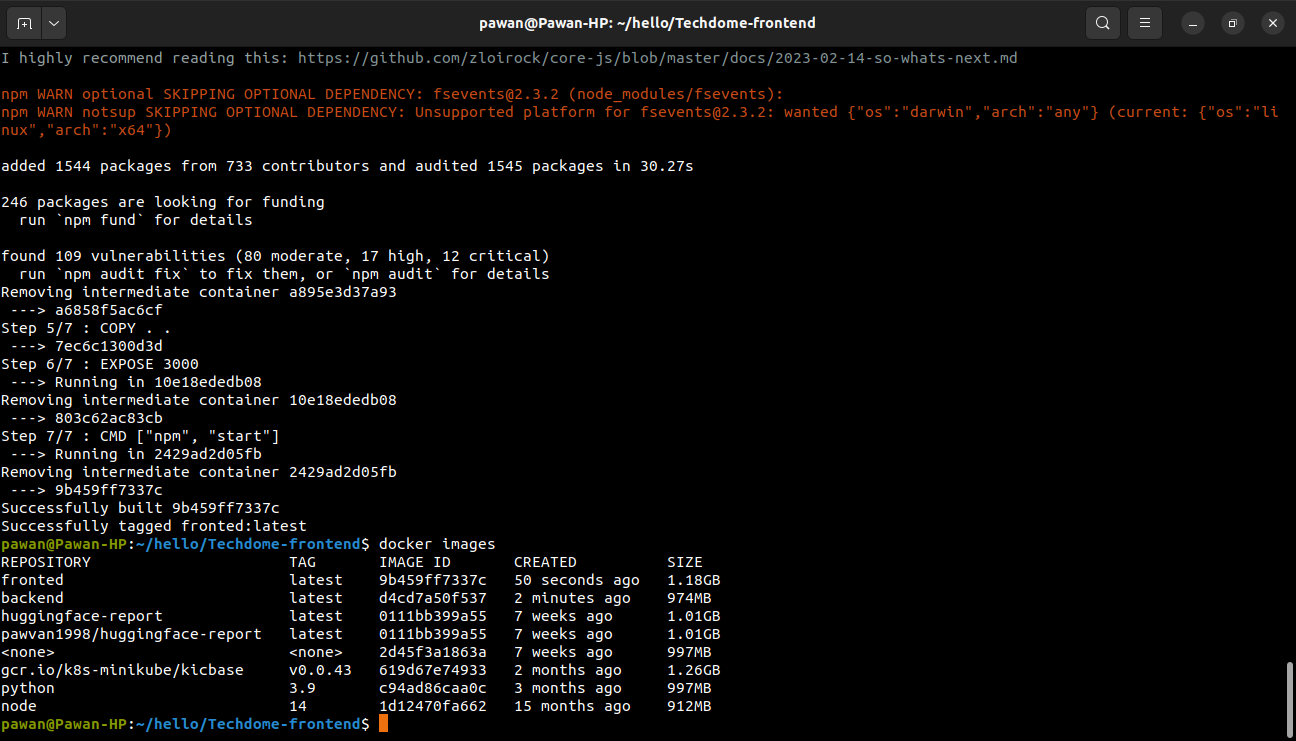 pawan@Pawan-HP: ~/hello/Techdome-frontend
I highly recommend reading this: https://github.com/zloirock/core-js/blob/master/docs/2023-02-14-so-whats-next.md
npm WARN optional SKIPPING OPTIONAL DEPENDENCY: fsevents@2.3.2 (node_modules/fsevents):
npm WARN notsup SKIPPING OPTIONAL DEPENDENCY: Unsupported platform for fsevents@2.3.2: wanted {"os":"darwin","arch":"any"} (current: {"os":"li
nux","arch":"x64"})
added 1544 packages from 733 contributors and audited 1545 packages in 30.27s
246 packages are looking for funding
  run `npm fund` for details
found 109 vulnerabilities (80 moderate, 17 high, 12 critical)
  run `npm audit fix` to fix them, or `npm audit` for details
Removing intermediate container a895e3d37a93
 ---> a6858f5ac6cf
Step 5/7 : COPY . .
 ---> 7ec6c1300d3d
Step 6/7 : EXPOSE 3000
 ---> Running in 10e18ededb08
Removing intermediate container 10e18ededb08
 ---> 803c62ac83cb
Step 7/7 : CMD ["npm", "start"]
 ---> Running in 2429ad2d05fb
Removing intermediate container 2429ad2d05fb
 ---> 9b459ff7337c
Successfully built 9b459ff7337c
Successfully tagged fronted:latest
pawan@Pawan-HP:~/hello/Techdome-frontend$ docker images
REPOSITORY                      TAG       IMAGE ID       CREATED          SIZE
fronted                         latest    9b459ff7337c   50 seconds ago   1.18GB
backend                         latest    d4cd7a50f537   2 minutes ago    974MB
huggingface-report              latest    0111bb399a55   7 weeks ago      1.01GB
pawvan1998/huggingface-report   latest    0111bb399a55   7 weeks ago      1.01GB
<none>                          <none>    2d45f3a1863a   7 weeks ago      997MB
gcr.io/k8s-minikube/kicbase     v0.0.43   619d67e74933   2 months ago     1.26GB
python                          3.9       c94ad86caa0c   3 months ago     997MB
node                            14        1d12470fa662   15 months ago    912MB
pawan@Pawan-HP:~/hello/Techdome-frontend$